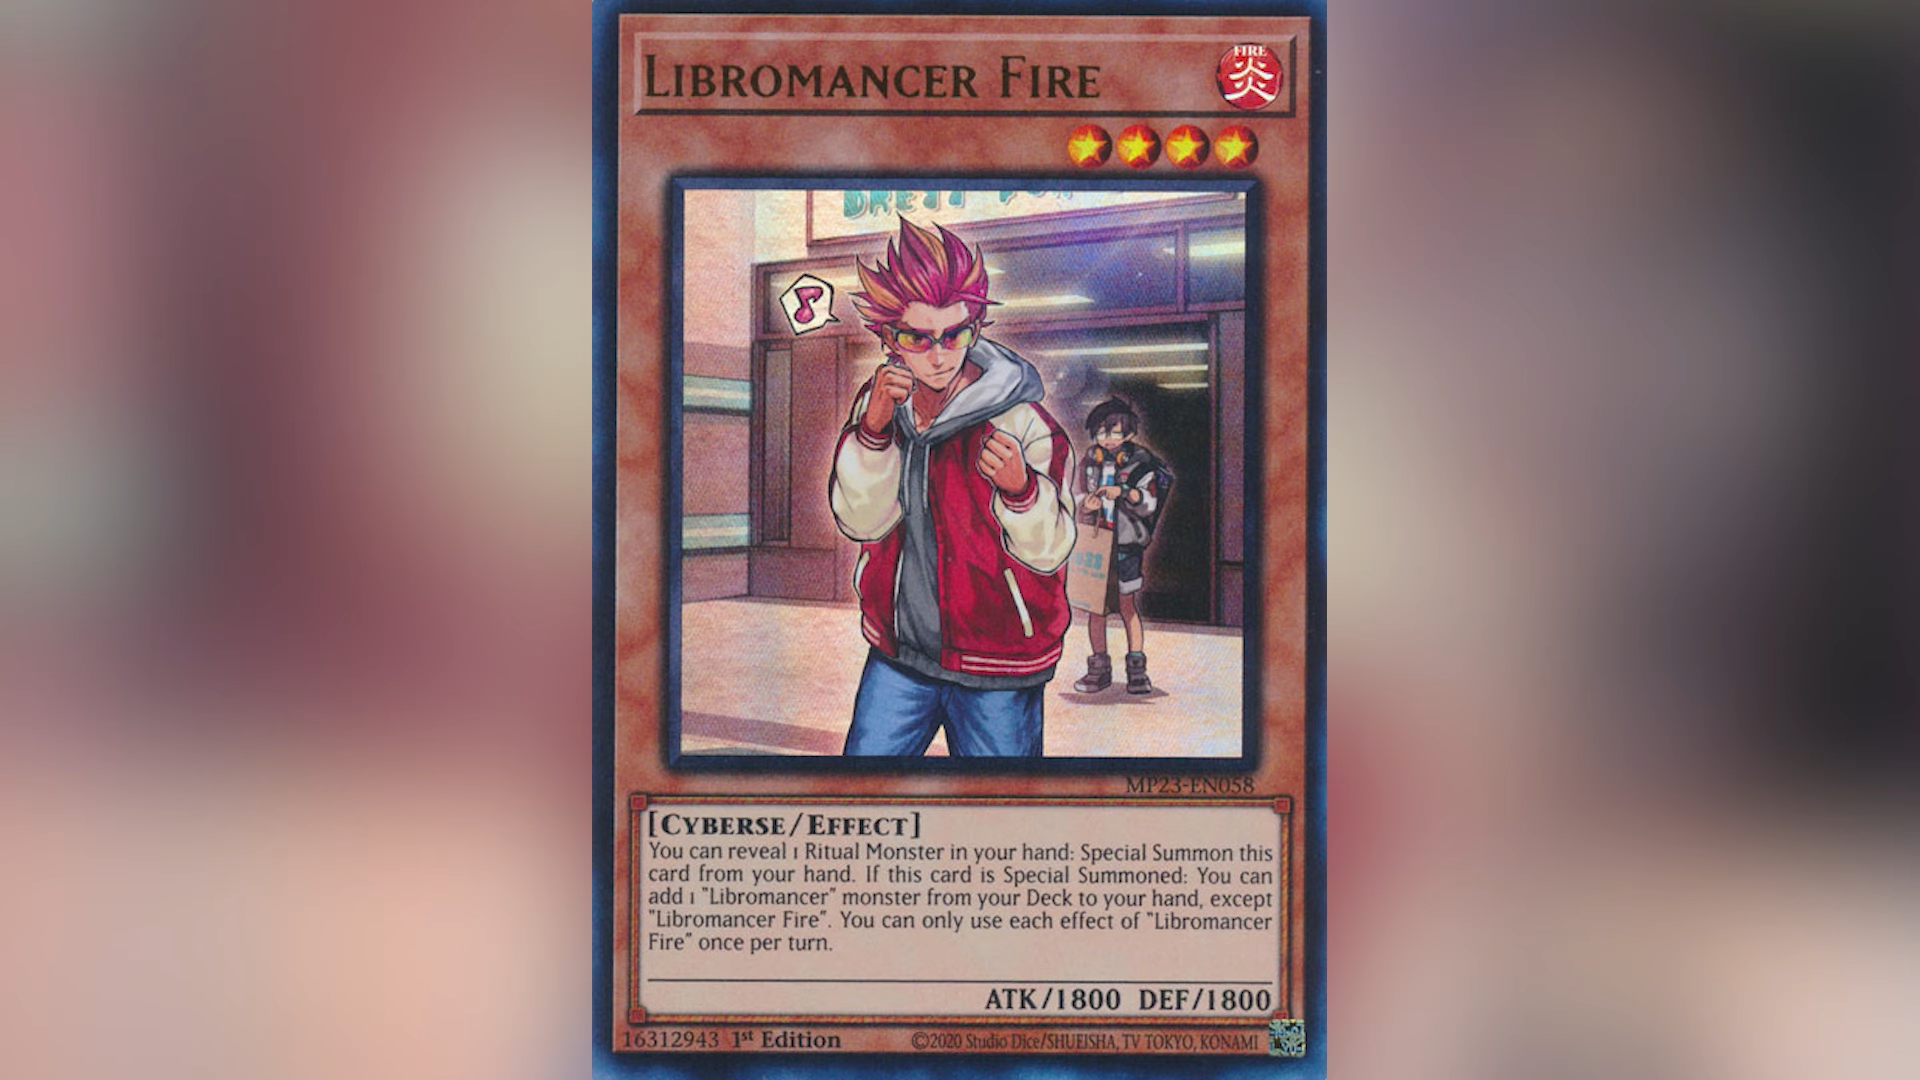 LIBROMANCER FIRE
FIRE
炎
MP23-EN058
[CYBERSE/EFFECT]
You can reveal 1 Ritual Monster in your hand: Special Summon this
card from your hand. If this card is Special Summoned: You can
add 1 "Libromancer" monster from your Deck to your hand, except
"Libromancer Fire". You can only use each effect of "Libromancer
Fire" once per turn.
ATK/1800 DEF/1800
16312943 1st Edition ©2020 Studio Dice/SHUEISHA, TV TOKYO, KONAMI